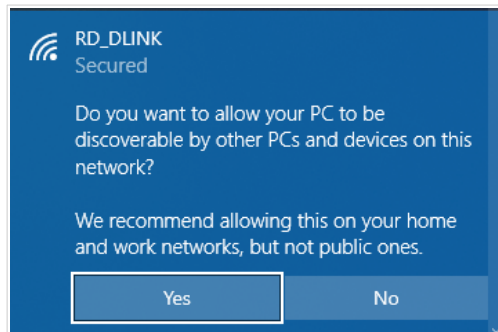 RD_DLINK
Secured
Do you want to allow your PC to be
discoverable by other PCs and devices on this
network?
We recommend allowing this on your home
and work networks, but not public ones.
Yes
No